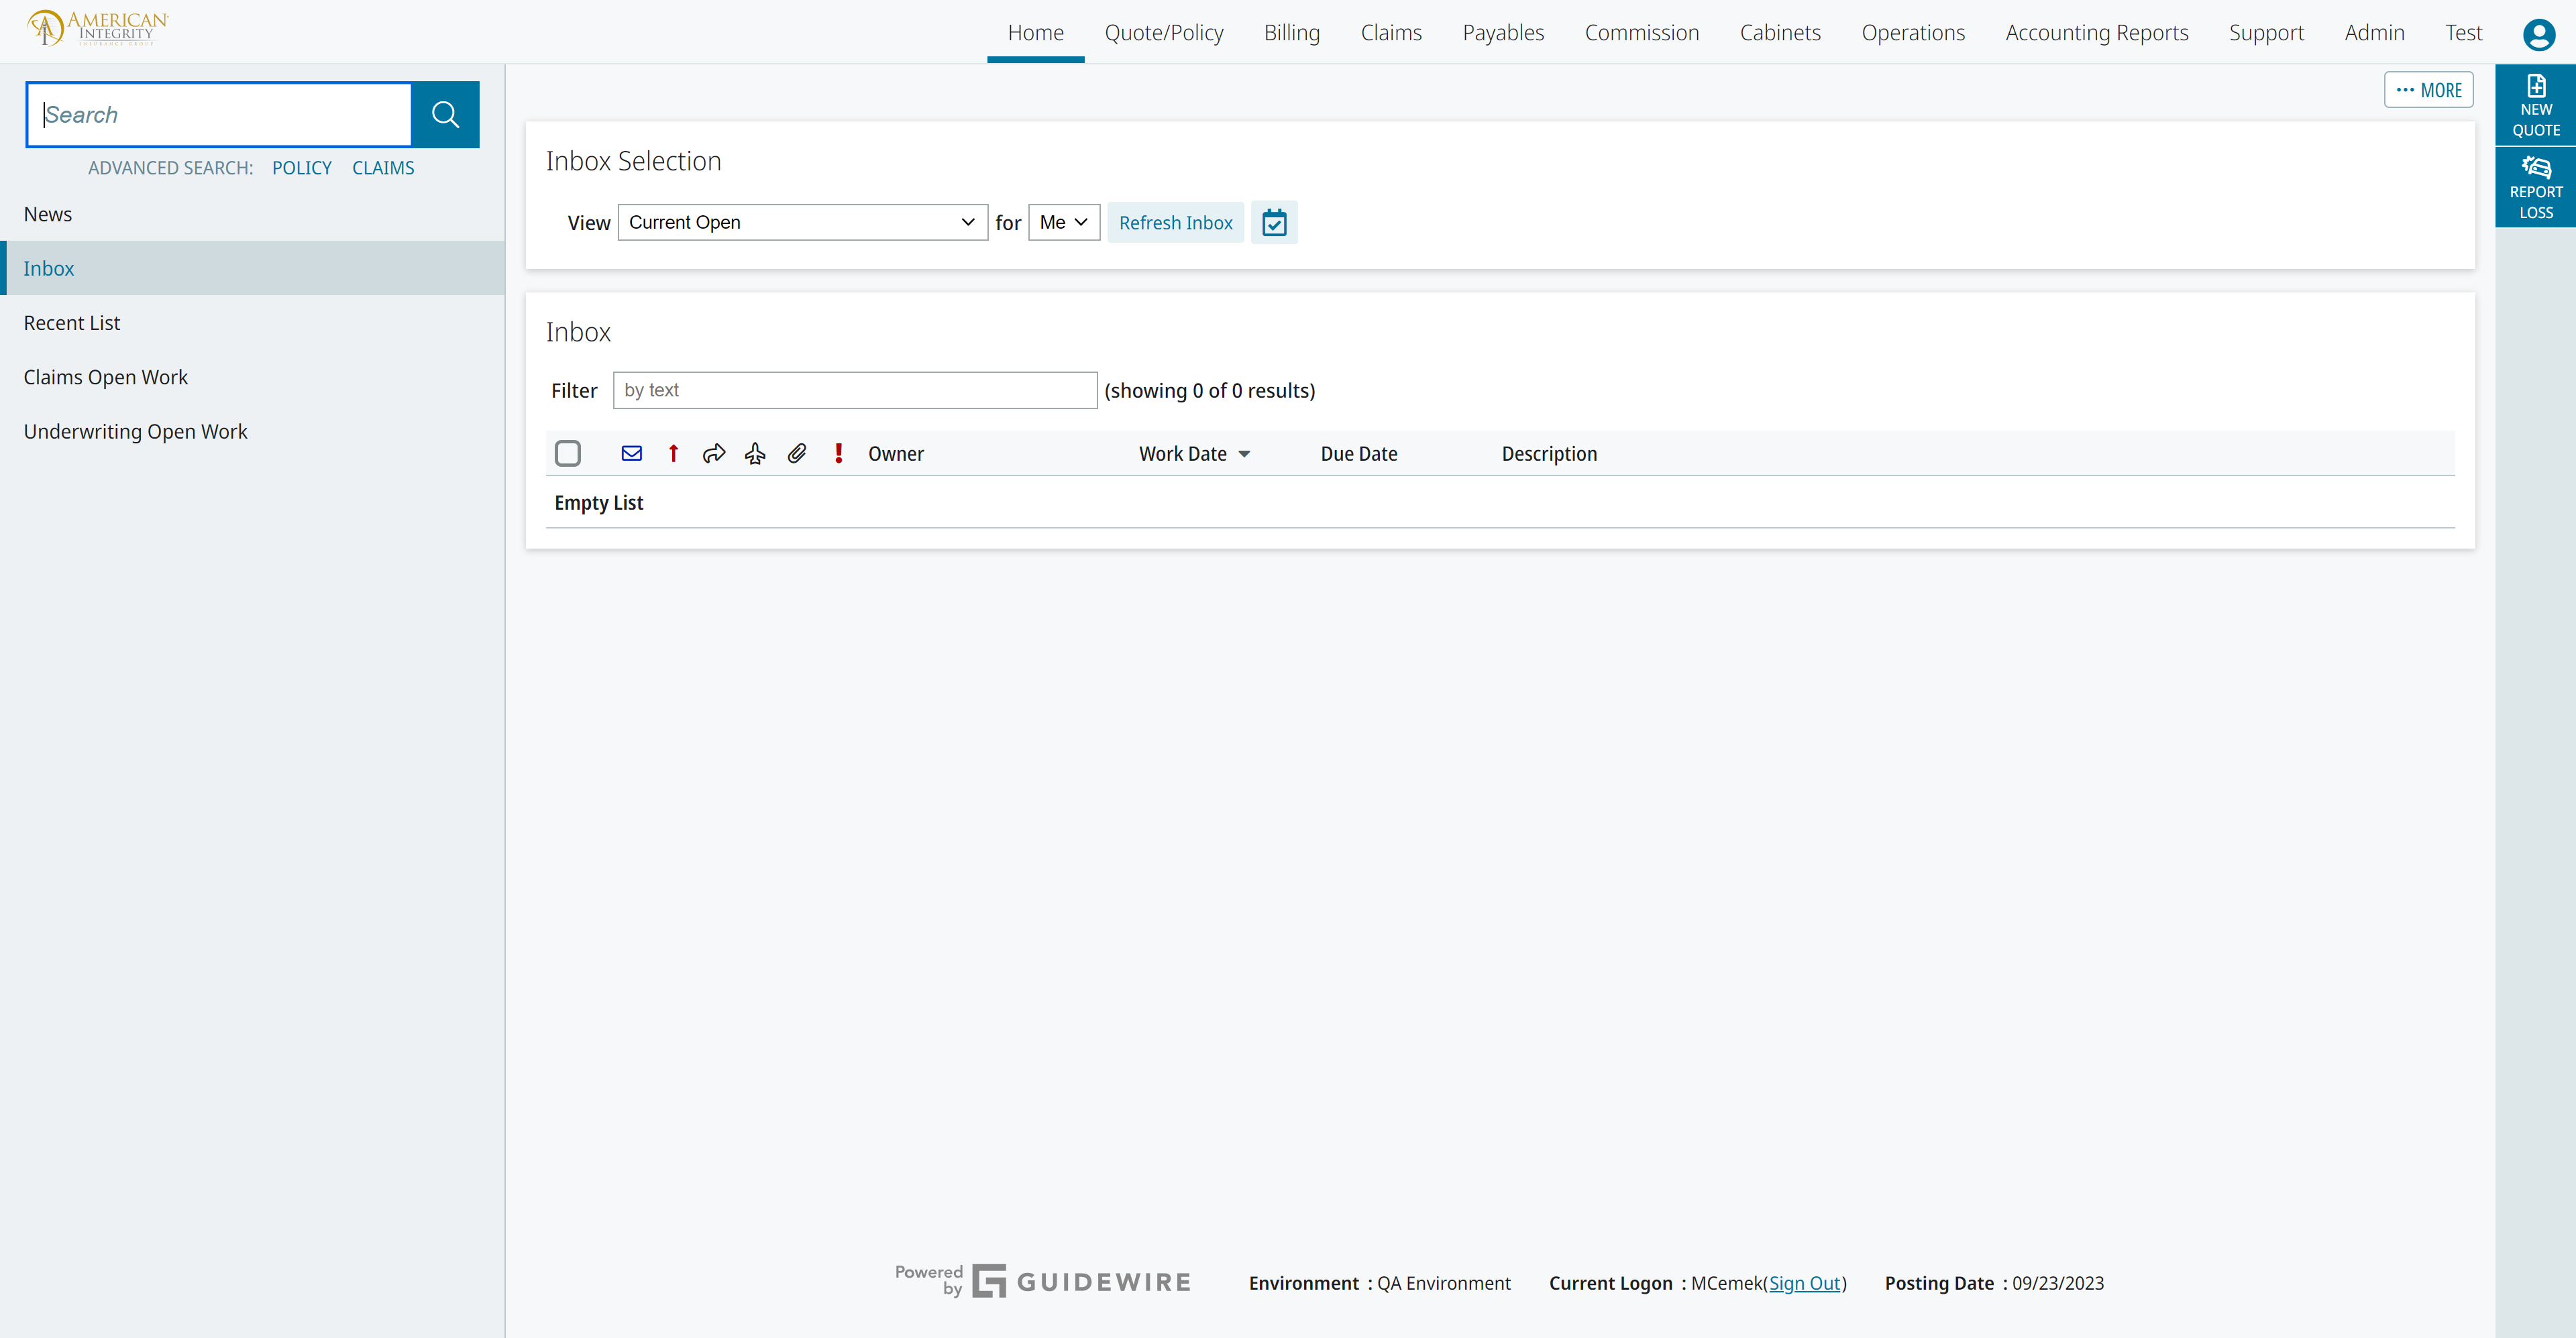 AMERICAN INTEGRITY
INSURANCE GROUP
Home Quote/Policy Billing Claims Payables Commission Cabinets Operations Accounting Reports Support Admin Test
Search
ADVANCED SEARCH: POLICY CLAIMS
News
Inbox
Recent List
Claims Open Work
Underwriting Open Work
MORE
NEW QUOTE
REPORT LOSS
Inbox Selection
View Current Open for Me Refresh Inbox
Inbox
Filter by text (showing 0 of 0 results)
Owner Work Date Due Date Description
Empty List
Powered by GUIDEWIRE Environment : QA Environment Current Logon : MCemek(Sign Out) Posting Date : 09/23/2023